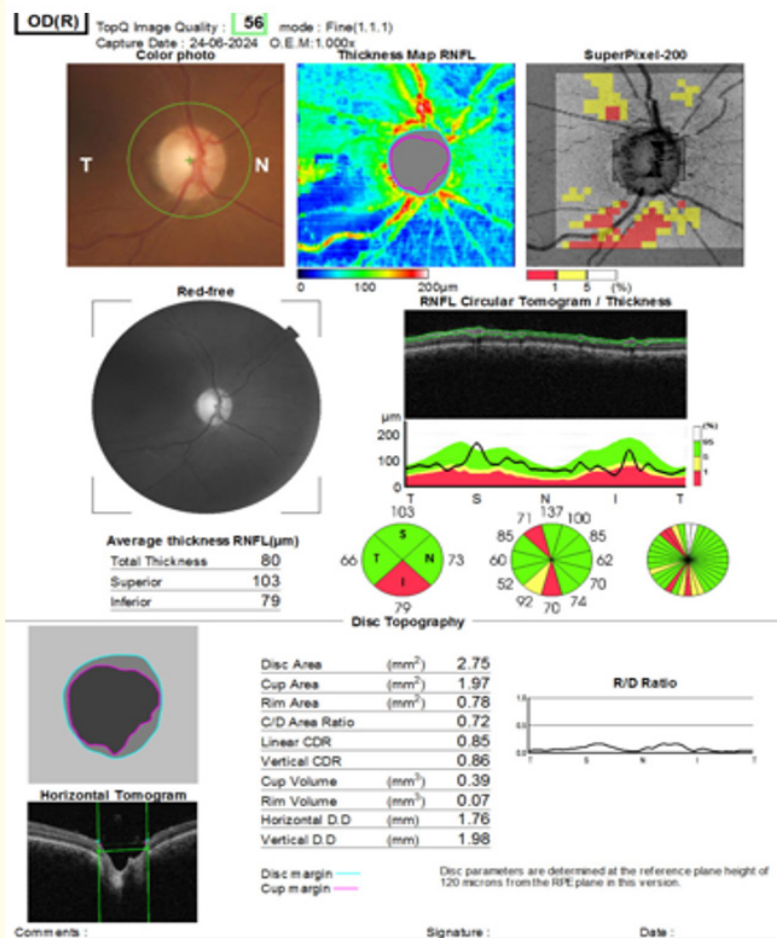 OD(R) TopQ Image Quality : 56 mode : Fine(1.1.1)
Capture Date : 24-06-2024 O.E.M:1.000x
Color photo
T
N
Thickness Map RNFL
0 100 200µm
SuperPixel-200
1 5 (%)
Red-free
RNFL Circular Tomogram / Thickness
µm
200
100
0
T S N I T
(%)
95
5
1
Average thickness RNFL(µm)
Total Thickness 80
Superior 103
Inferior 79
103
66 73
79
S
T N
I
137
71 100
85 85
60 62
52 70
92 74
70
Disc Topography
Disc Area (mm²) 2.75
Cup Area (mm²) 1.97
Rim Area (mm²) 0.78
C/D Area Ratio 0.72
Linear CDR 0.85
Vertical CDR 0.86
Cup Volume (mm³) 0.39
Rim Volume (mm³) 0.07
Horizontal D.D (mm) 1.76
Vertical D.D (mm) 1.98
R/D Ratio
1.0
0.5
0.0
T S N I T
Horizontal Tomogram
Disc margin
Cup margin
Disc parameters are determined at the reference plane height of
120 microns from the RPE plane in this version.
Comments :
Signature :
Date :